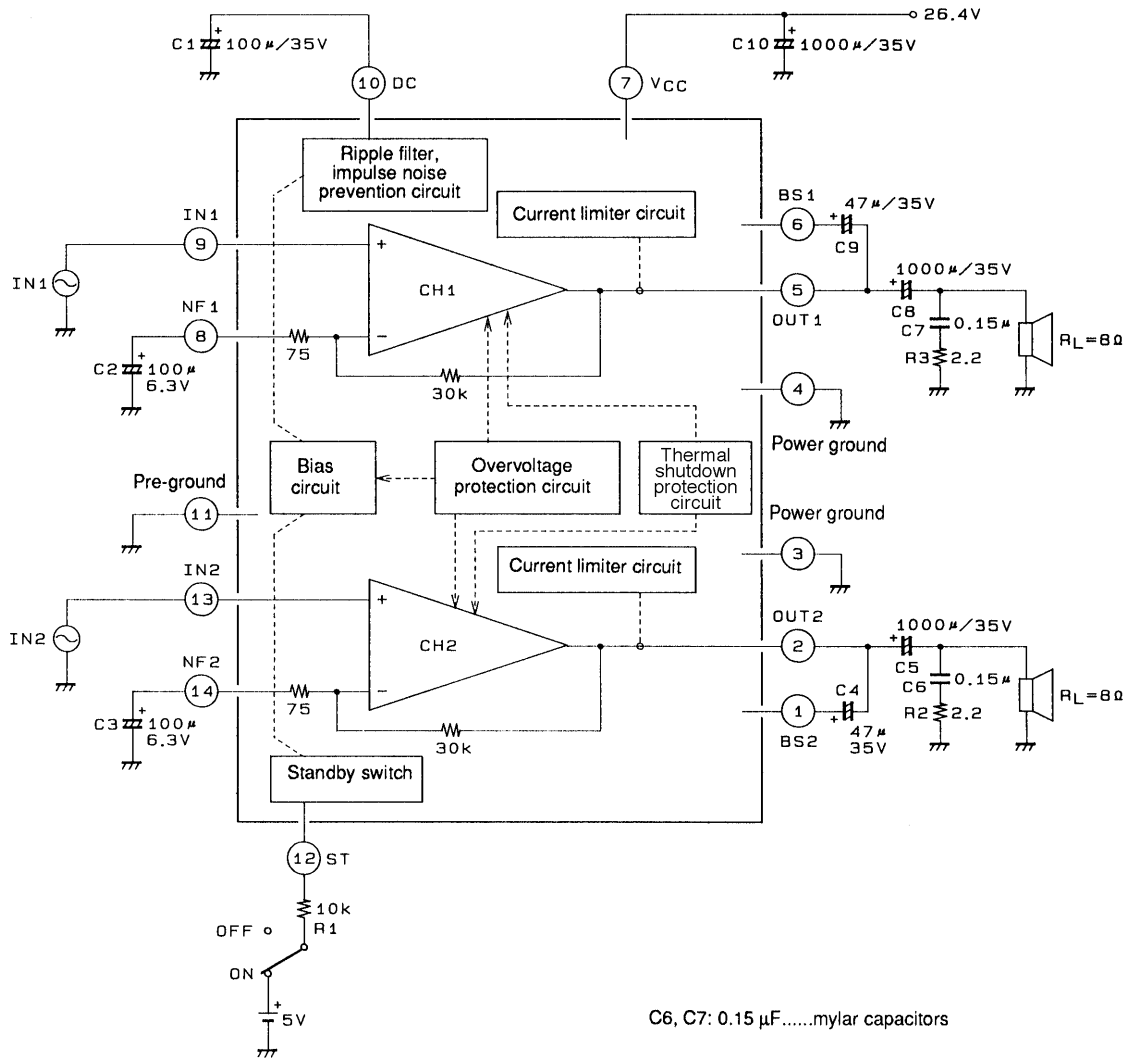 C1 + 100μ/35V
10 DC
7 VCC
26.4V
C10 + 1000μ/35V
Ripple filter,
impulse noise
prevention circuit
Current limiter circuit
IN1
9
IN1
+
CH1
−
NF1
8
75
30k
C2 + 100μ
6.3V
BS1
6
+ 47μ/35V
C9
5
OUT1
1000μ/35V
+
C8
C7 0.15μ
R3 2.2
RL=8Ω
4
Power ground
Pre-ground
11
Bias
circuit
Overvoltage
protection circuit
Thermal
shutdown
protection
circuit
Power ground
3
Current limiter circuit
IN2
13
IN2
+
CH2
−
NF2
14
75
30k
C3 + 100μ
6.3V
OUT2
2
1000μ/35V
+
C5
C6 0.15μ
R2 2.2
RL=8Ω
C4
1
BS2
+ 47μ
35V
Standby switch
12 ST
10k
R1
OFF
ON
+
5V
C6, C7: 0.15 μF......mylar capacitors